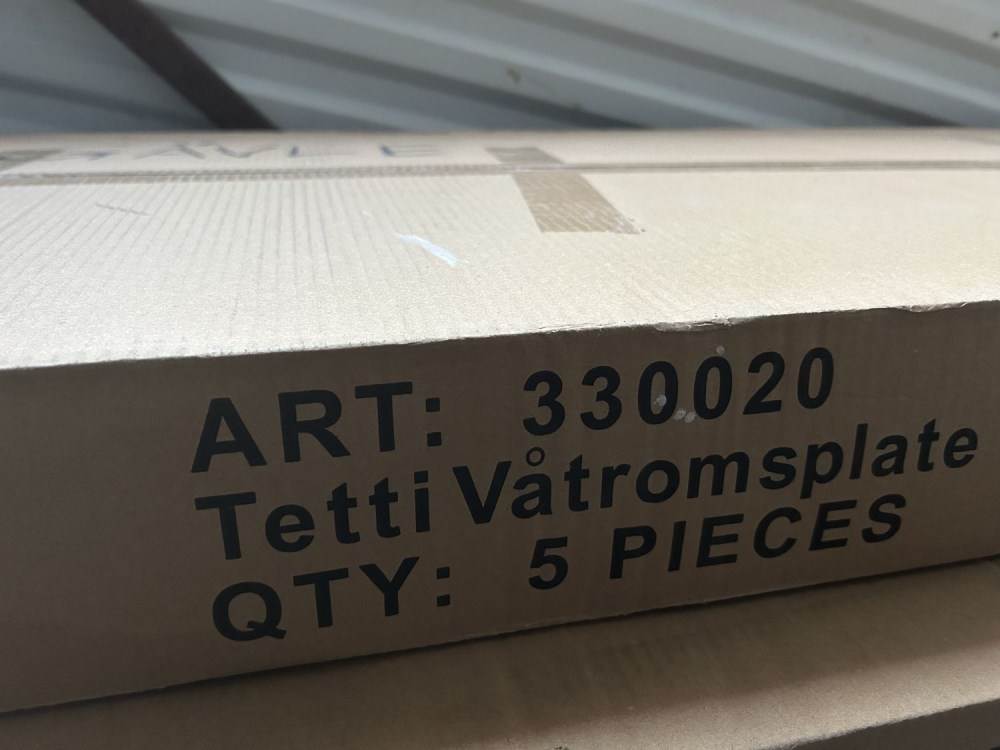 ART: 330020
Tetti Våtromsplate
QTY: 5 PIECES